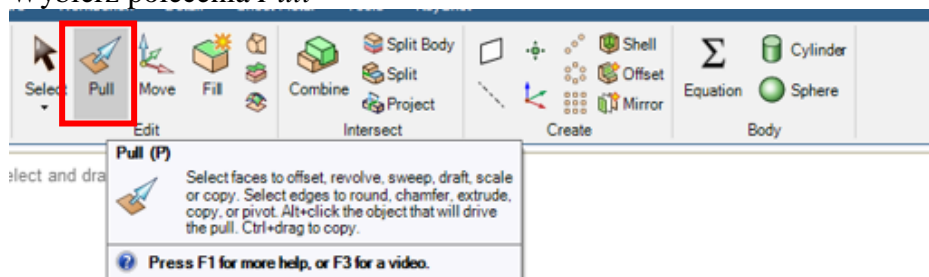 Wybierz polecenia Pull
Select
Pull
Move
Fill
Edit
Combine
Split Body
Split
Project
Intersect
Shell
Offset
Mirror
Create
Equation
Cylinder
Sphere
Body
Pull (P)
Select faces to offset, revolve, sweep, draft, scale
or copy. Select edges to round, chamfer, extrude,
copy, or pivot. Alt+click the object that will drive
the pull. Ctrl+drag to copy.
Press F1 for more help, or F3 for a video.
elect and dra